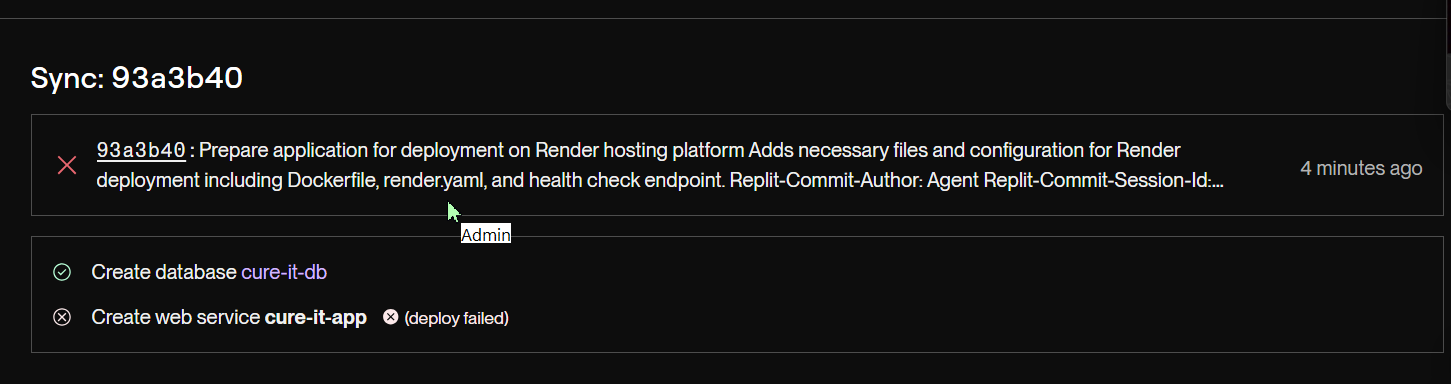 Sync: 93a3b40
93a3b40: Prepare application for deployment on Render hosting platform Adds necessary files and configuration for Render
deployment including Dockerfile, render.yaml, and health check endpoint. Replit-Commit-Author: Agent Replit-Commit-Session-Id:...
4 minutes ago
Admin
Create database cure-it-db
Create web service cure-it-app (deploy failed)